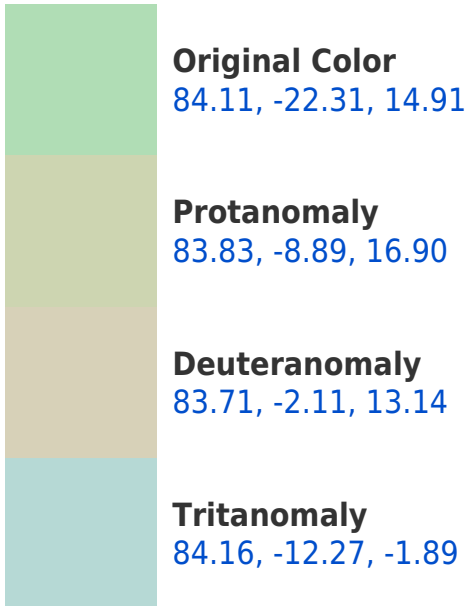 Original Color
84.11, -22.31, 14.91
Protanomaly
83.83, -8.89, 16.90
Deuteranomaly
83.71, -2.11, 13.14
Tritanomaly
84.16, -12.27, -1.89